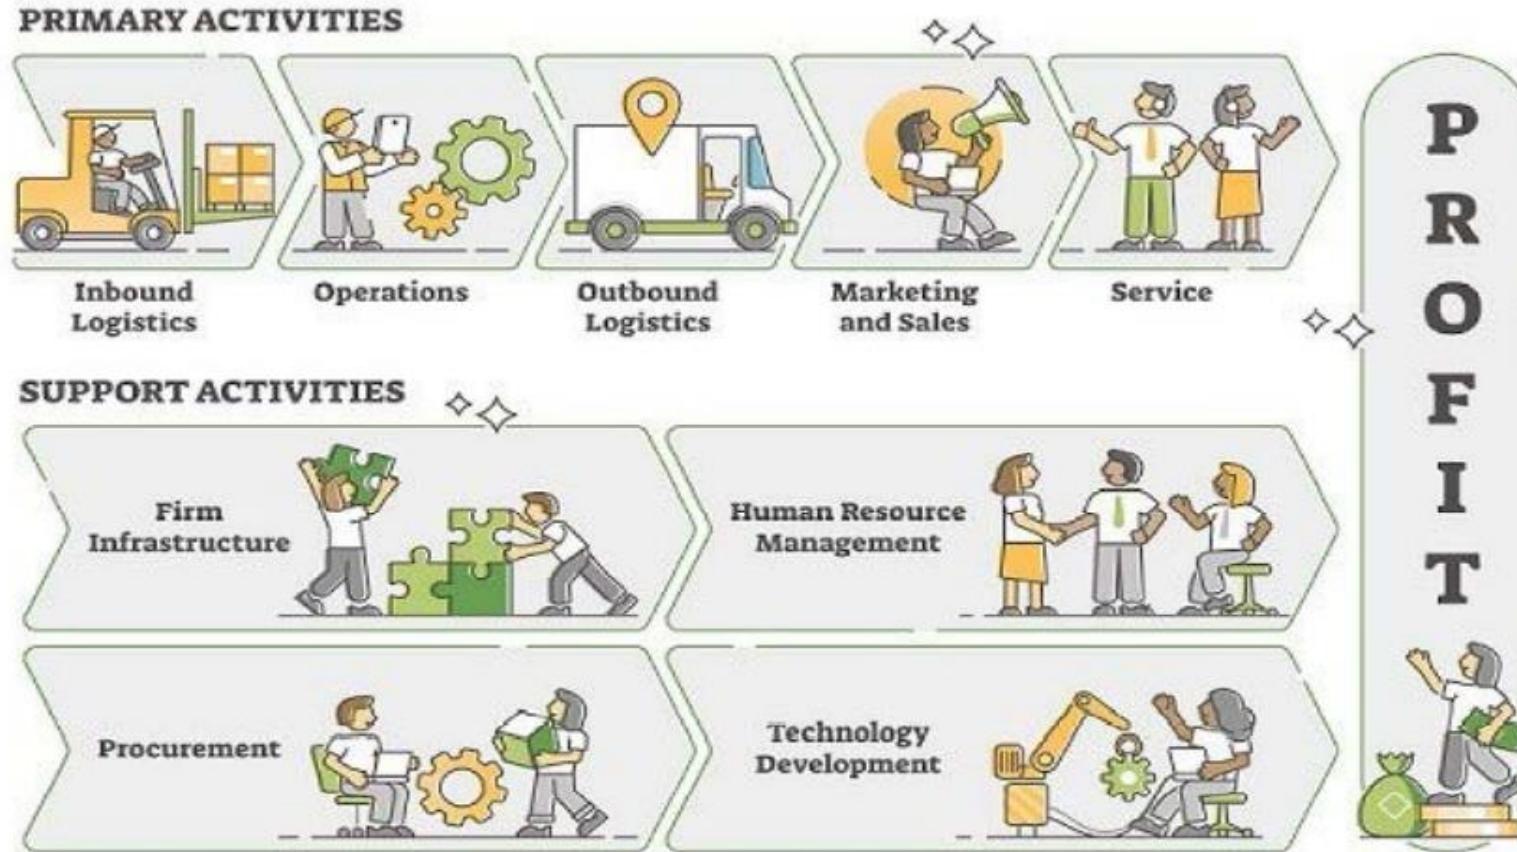 PRIMARY ACTIVITIES
Inbound
Logistics
Operations
Outbound
Logistics
Marketing
and Sales
Service
SUPPORT ACTIVITIES
Firm
Infrastructure
Human Resource
Management
Procurement
Technology
Development
P
R
O
F
I
T